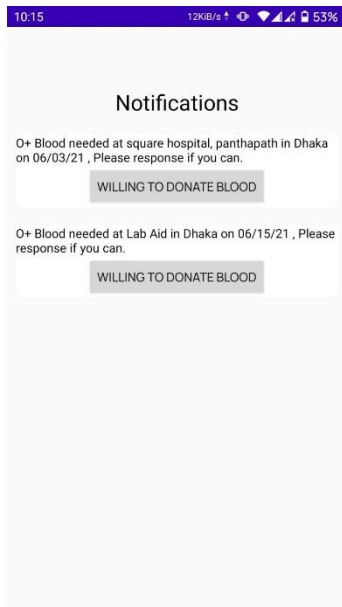 10:15 12KiB/s 53%
Notifications
O+ Blood needed at square hospital, panthapath in Dhaka
on 06/03/21 , Please response if you can.
WILLING TO DONATE BLOOD
O+ Blood needed at Lab Aid in Dhaka on 06/15/21 , Please
response if you can.
WILLING TO DONATE BLOOD